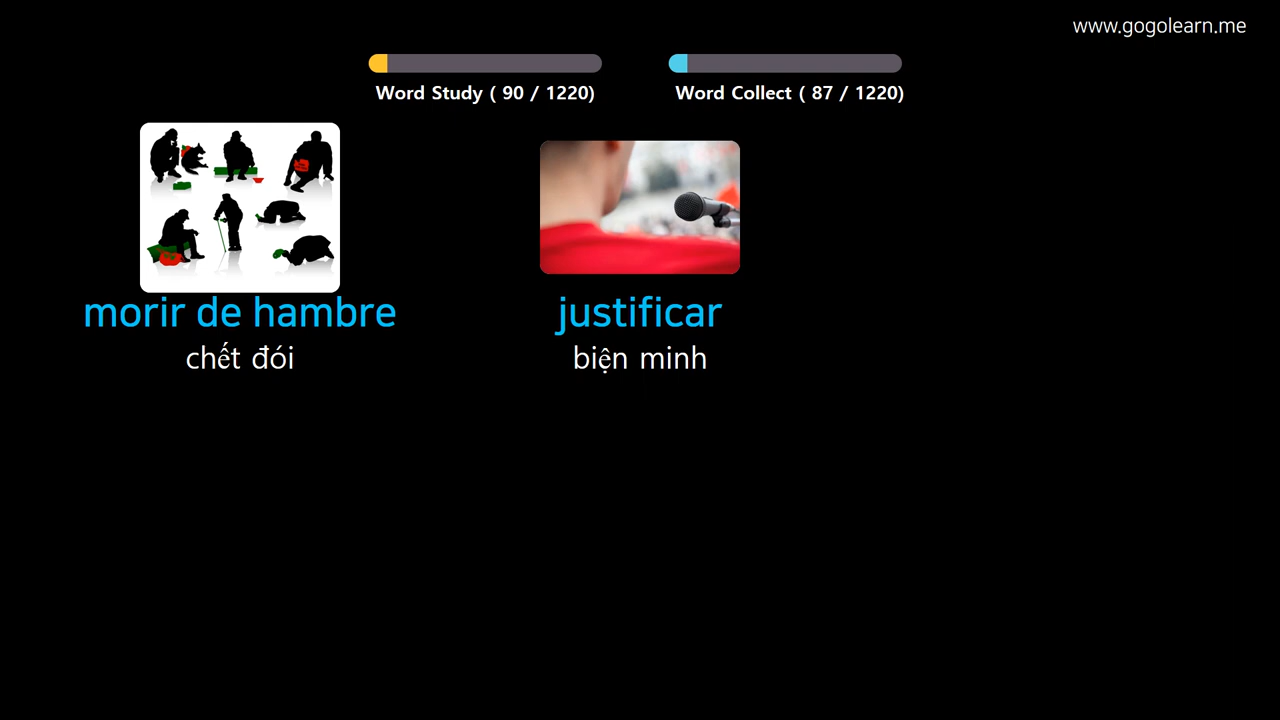 www.gogolearn.me
Word Study ( 90 / 1220)
Word Collect ( 87 / 1220)
morir de hambre
chết đói
justificar
biện minh